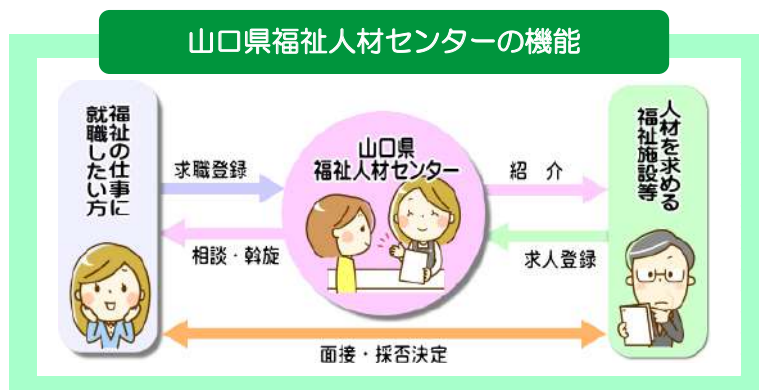 山口県福祉人材センターの機能
福祉の仕事に
就職したい方
求職登録
相談・斡旋
山口県
福祉人材センター
紹　介
求人登録
人材を求める
福祉施設等
面接・採否決定